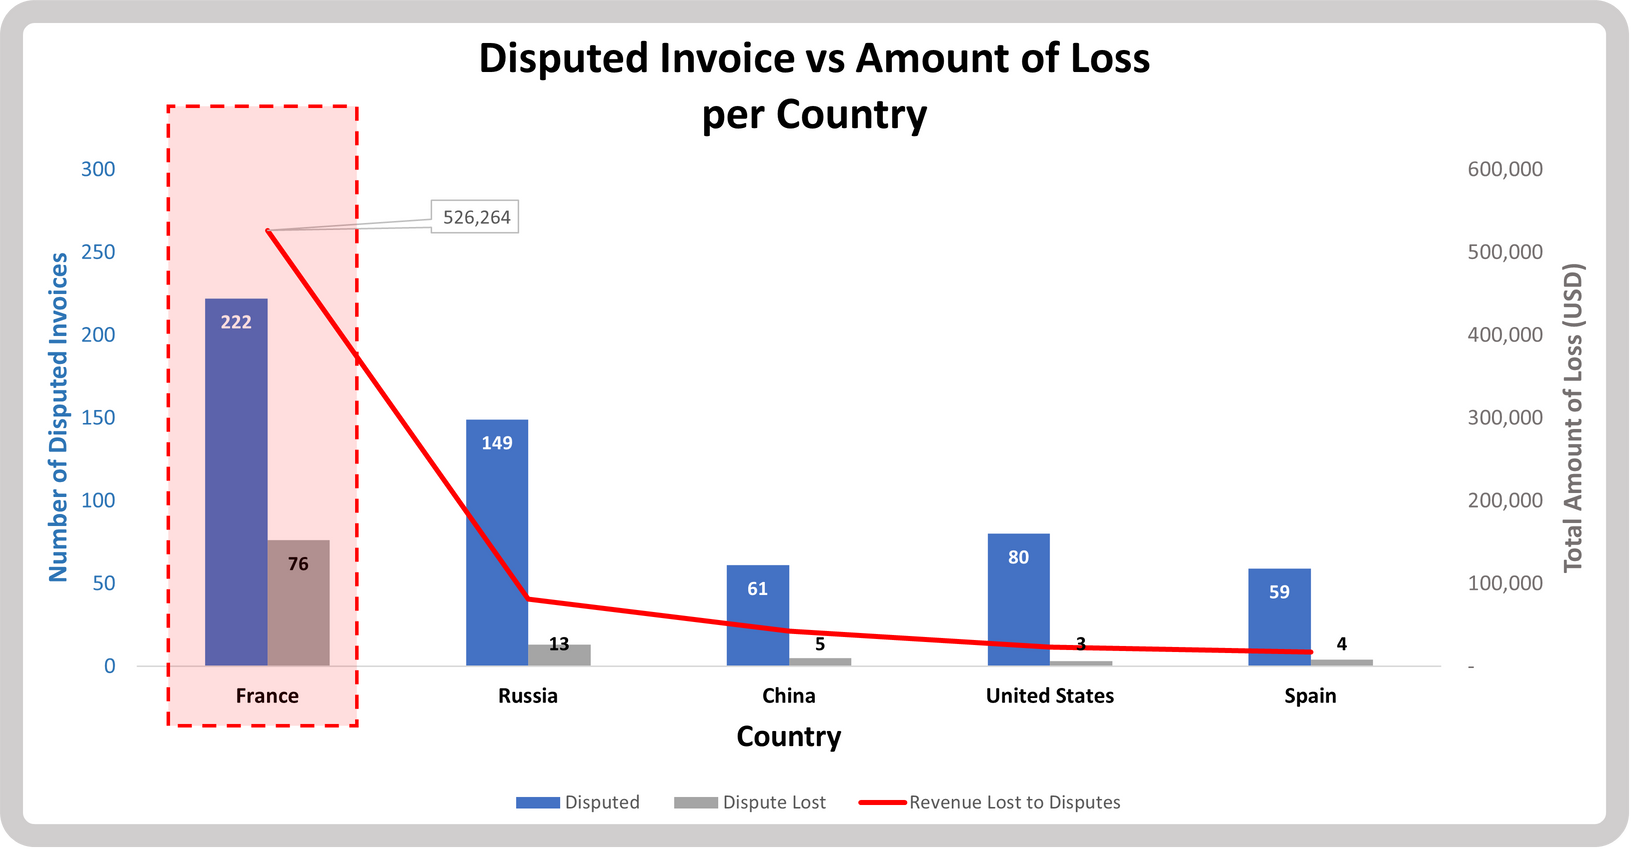 Disputed Invoice vs Amount of Loss
per Country
Number of Disputed Invoices
300
250
200
150
100
50
0
526,264
222
76
149
13
61
5
80
3
59
4
600,000
500,000
400,000
300,000
200,000
100,000
-
Total Amount of Loss (USD)
France
Russia
China
United States
Spain
Country
Disputed
Dispute Lost
Revenue Lost to Disputes